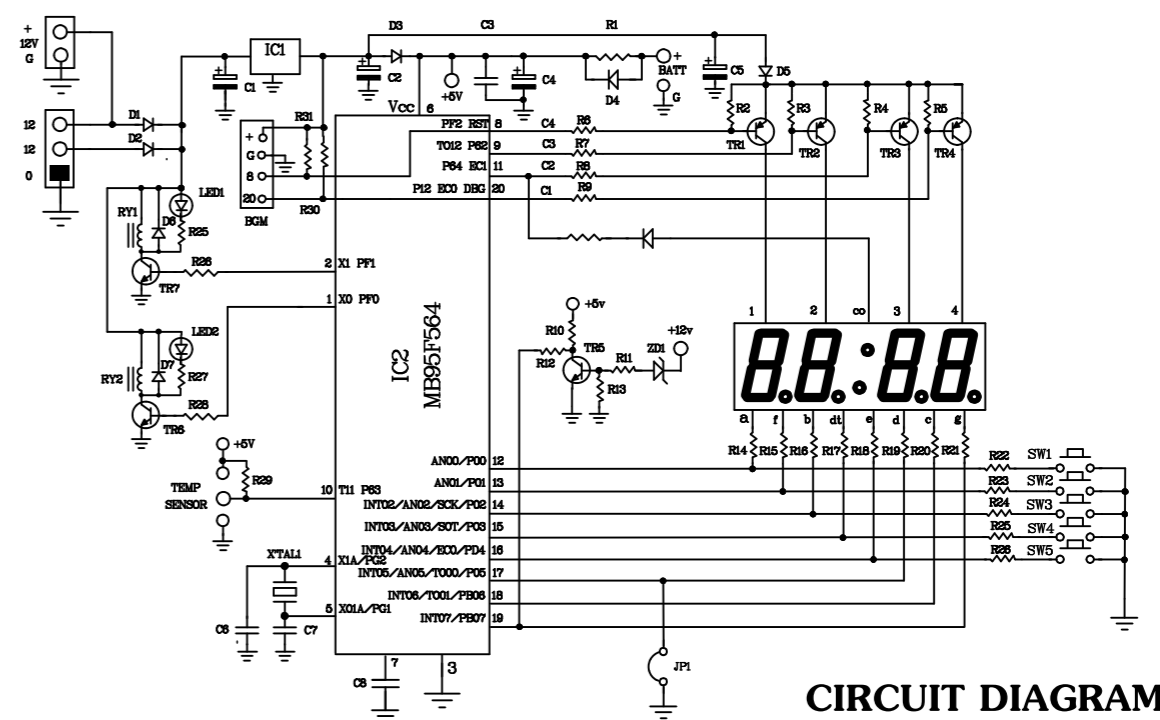 +
12V
G
12
12
0
D1
D2
C1
IC1
C2
D3
C3
+5V
C4
R1
D4
+
BATT
G
C5
D5
Vcc
6
R31
+
G
8
20
BGM
R30
LED1
RY1
D6
R25
TR7
R26
LED2
RY2
D7
R27
TR6
R28
PF2 RST 8
TO12 P62 9
P64 EC1 11
P12 EC0 DBG 20
C4
C3
C2
C1
R6
R7
R8
R9
R2
R3
R4
R5
TR1
TR2
TR3
TR4
2 X1 PF1
1 X0 PF0
IC2
MB95F564
+5v
R10
R12
TR5
R11
R13
ZD1
+12v
1 2 co 3 4
88:88
a f b dt e d c g
R14 R15 R16 R17 R18 R19 R20 R21
AN00/P00 12
AN01/P01 13
INT02/AN02/SCK/P02 14
INT03/AN03/SOT/P03 15
INT04/AN04/EC0/PD4 16
INT05/AN05/TO00/P05 17
INT06/TO01/PB06 18
INT07/PB07 19
R22 SW1
R23 SW2
R24 SW3
R25 SW4
R26 SW5
+5V
TEMP
SENSOR
R29
10 T11 P63
X'TAL1
4 X1A/PG2
5 X01A/PG1
C6
C7
7
C8
3
JP1
CIRCUIT DIAGRAM